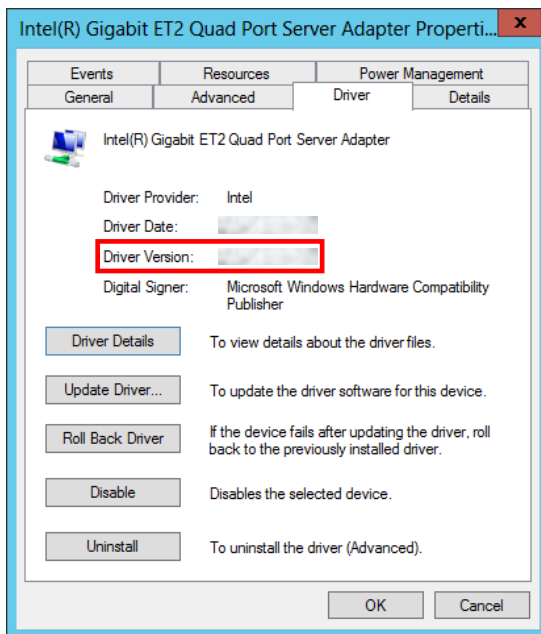 Intel(R) Gigabit ET2 Quad Port Server Adapter Properti...
x
Events Resources Power Management
General Advanced Driver Details
Intel(R) Gigabit ET2 Quad Port Server Adapter
Driver Provider: Intel
Driver Date:
Driver Version:
Digital Signer: Microsoft Windows Hardware Compatibility
Publisher
Driver Details To view details about the driver files.
Update Driver... To update the driver software for this device.
Roll Back Driver If the device fails after updating the driver, roll
back to the previously installed driver.
Disable Disables the selected device.
Uninstall To uninstall the driver (Advanced).
OK Cancel